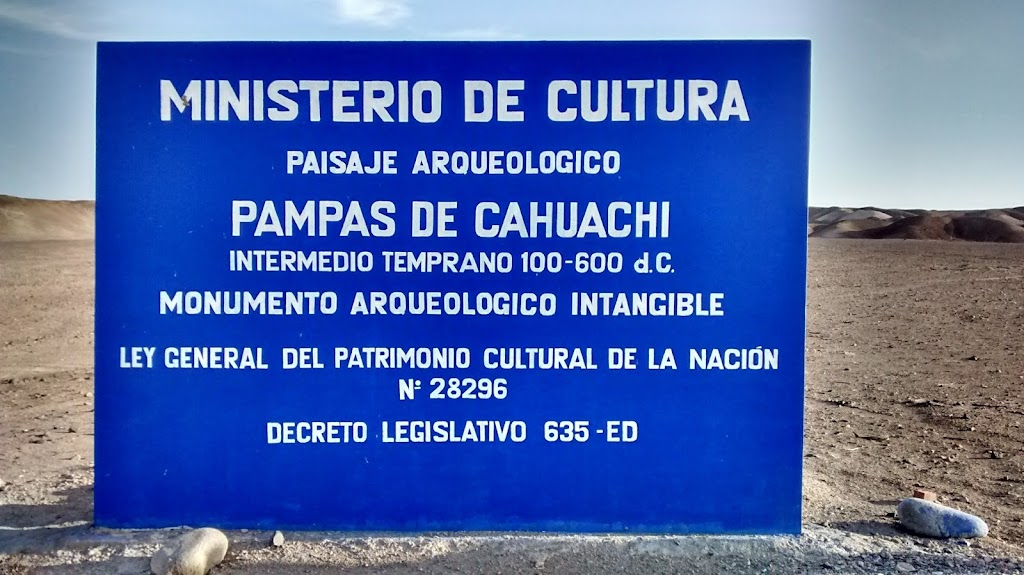 MINISTERIO DE CULTURA
PAISAJE ARQUEOLOGICO
PAMPAS DE CAHUACHI
INTERMEDIO TEMPRANO 100-600 d.C.
MONUMENTO ARQUEOLOGICO INTANGIBLE
LEY GENERAL DEL PATRIMONIO CULTURAL DE LA NACIÓN
Nº 28296
DECRETO LEGISLATIVO 635-ED